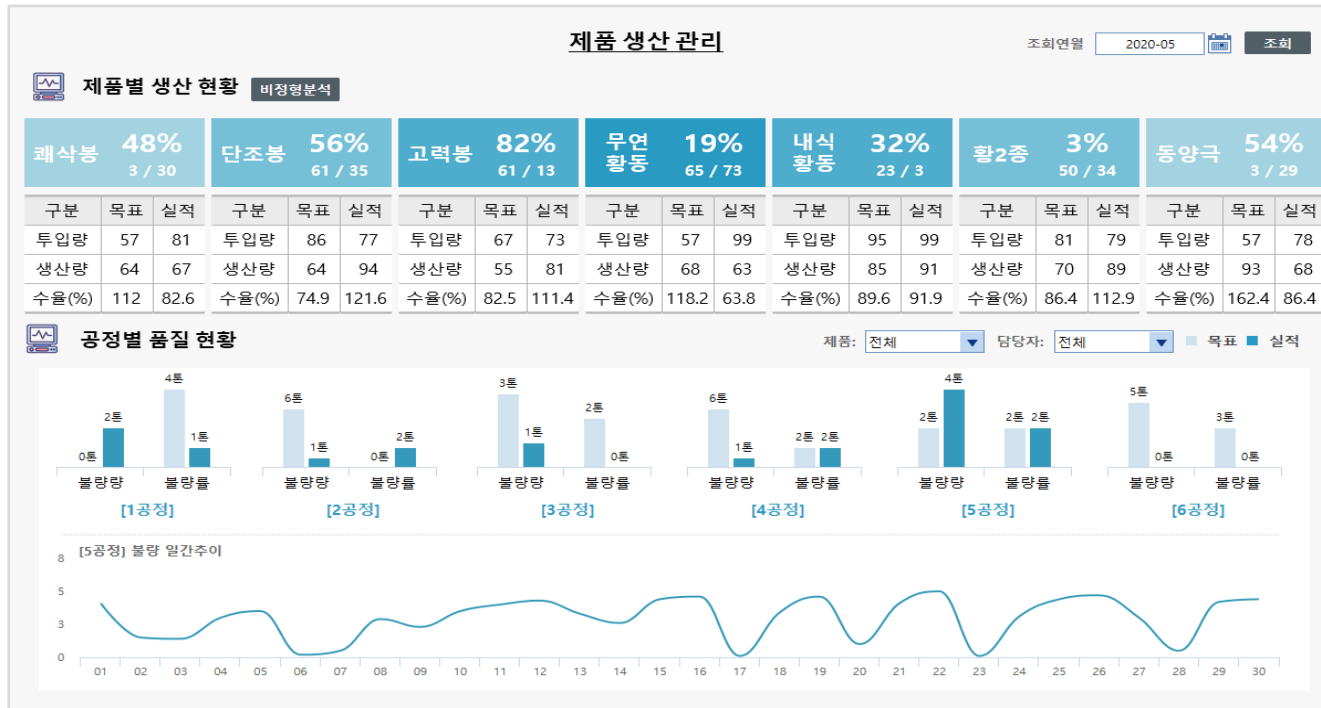 제품 생산 관리
조회연월 2020-05 조회
제품별 생산 현황 비정형분석
쾌삭봉 48% 3 / 30
단조봉 56% 61 / 35
고력봉 82% 61 / 13
무연 황동 19% 65 / 73
내식 황동 32% 23 / 3
황2종 3% 50 / 34
동양극 54% 3 / 29
구분 목표 실적 구분 목표 실적 구분 목표 실적 구분 목표 실적 구분 목표 실적 구분 목표 실적 구분 목표 실적
투입량 57 81 투입량 86 77 투입량 67 73 투입량 57 99 투입량 95 99 투입량 81 79 투입량 57 78
생산량 64 67 생산량 64 94 생산량 55 81 생산량 68 63 생산량 85 91 생산량 70 89 생산량 93 68
수율(%) 112 82.6 수율(%) 74.9 121.6 수율(%) 82.5 111.4 수율(%) 118.2 63.8 수율(%) 89.6 91.9 수율(%) 86.4 112.9 수율(%) 162.4 86.4
공정별 품질 현황
제품: 전체 담당자: 전체 목표 실적
0톤 2톤 4톤 1톤
불량량 불량률
[1공정]
6톤 1톤 0톤 2톤
불량량 불량률
[2공정]
3톤 1톤 2톤 0톤
불량량 불량률
[3공정]
6톤 1톤 2톤 2톤
불량량 불량률
[4공정]
2톤 4톤 2톤 2톤
불량량 불량률
[5공정]
5톤 0톤 3톤 0톤
불량량 불량률
[6공정]
[5공정] 불량 일간추이
8
5
3
0
01 02 03 04 05 06 07 08 09 10 11 12 13 14 15 16 17 18 19 20 21 22 23 24 25 26 27 28 29 30